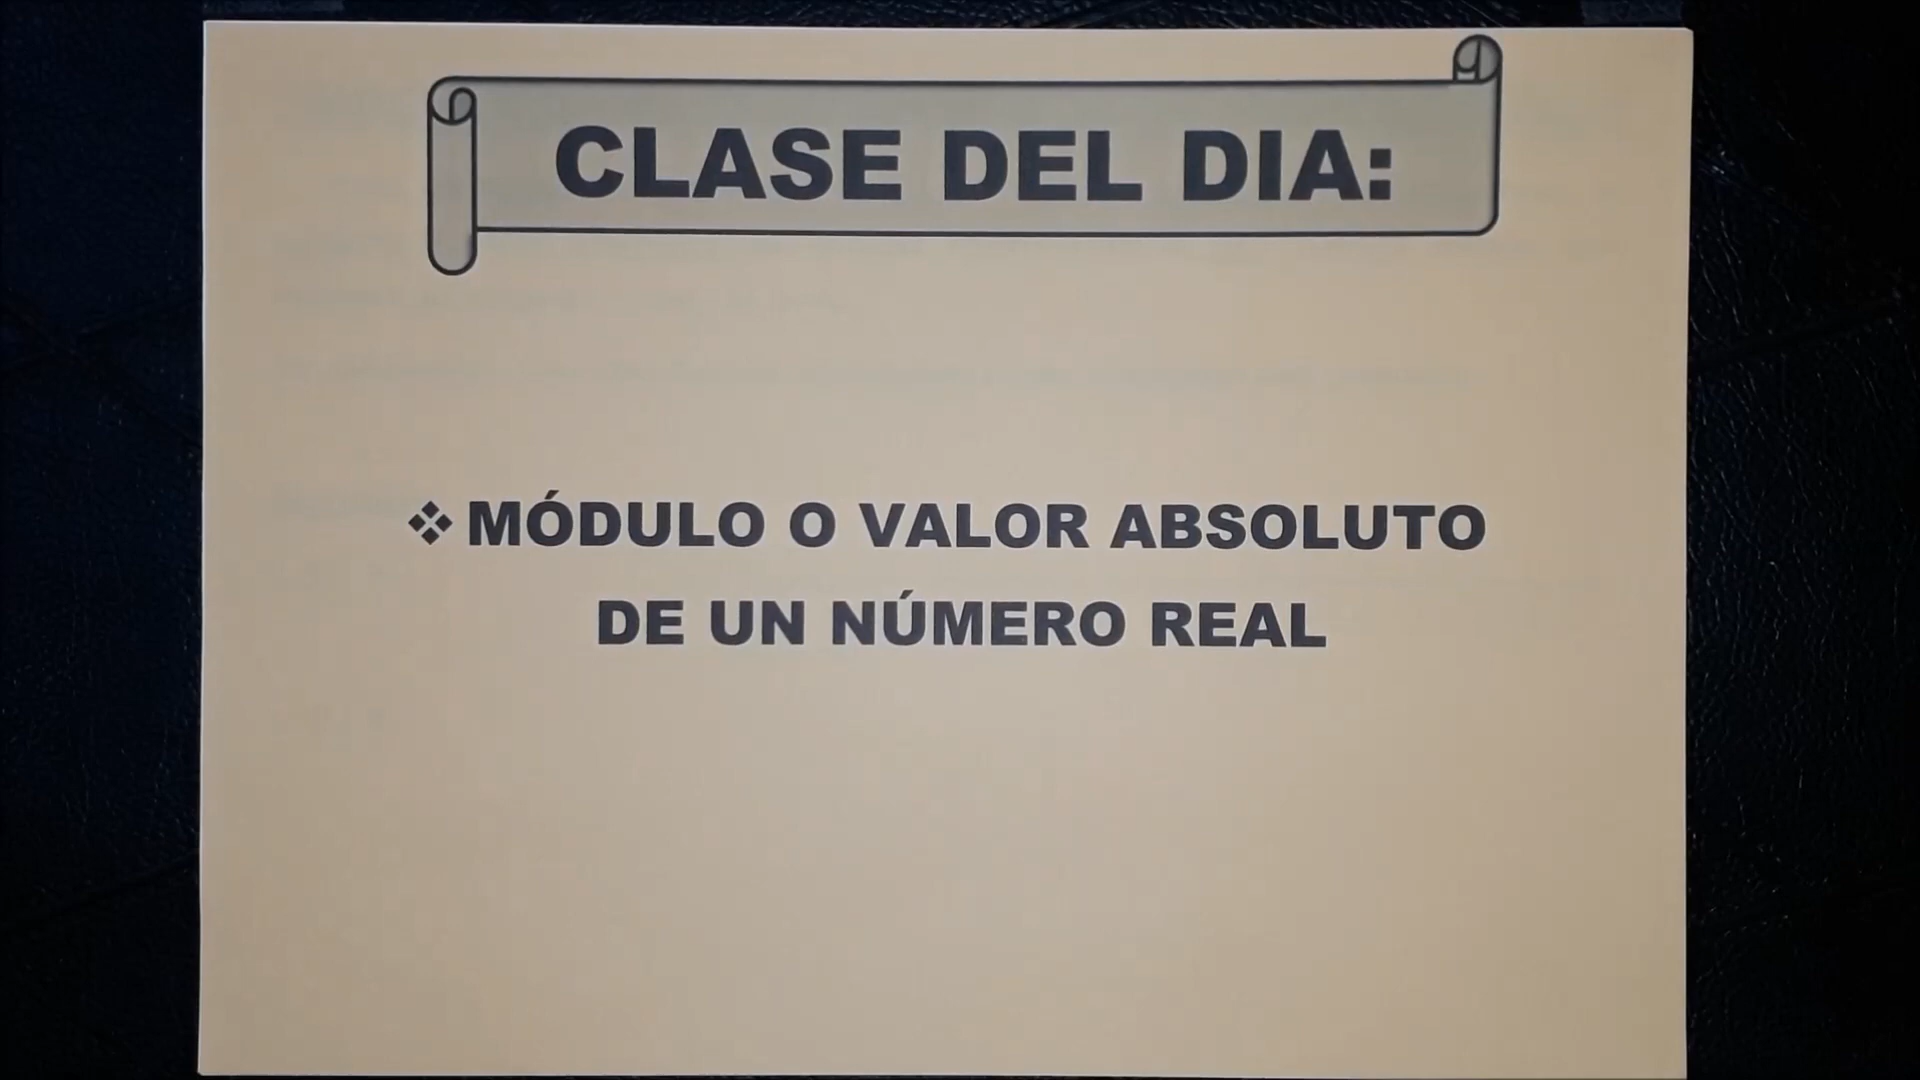 CLASE DEL DIA:
❖ MÓDULO O VALOR ABSOLUTO
DE UN NÚMERO REAL